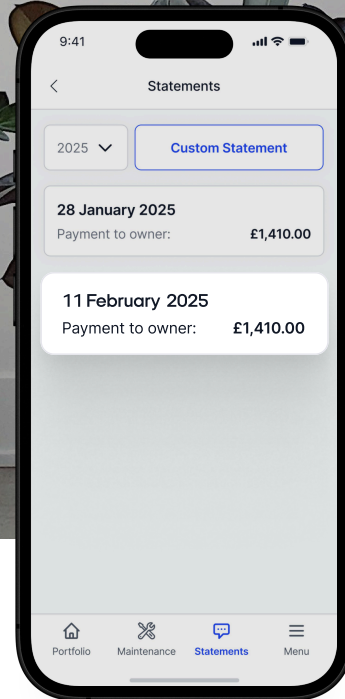 9:41
Statements
2025 Custom Statement
28 January 2025
Payment to owner: £1,410.00
11 February 2025
Payment to owner: £1,410.00
Portfolio Maintenance Statements Menu